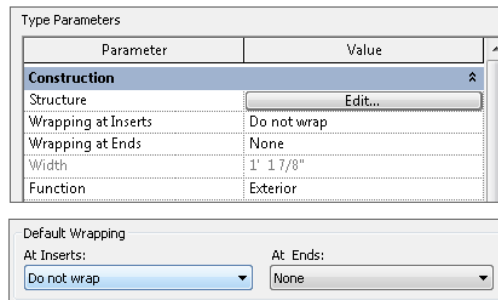 Type Parameters
Parameter Value
Construction
Structure Edit...
Wrapping at Inserts Do not wrap
Wrapping at Ends None
Width 1' 1 7/8"
Function Exterior
Default Wrapping
At Inserts: At Ends:
Do not wrap None